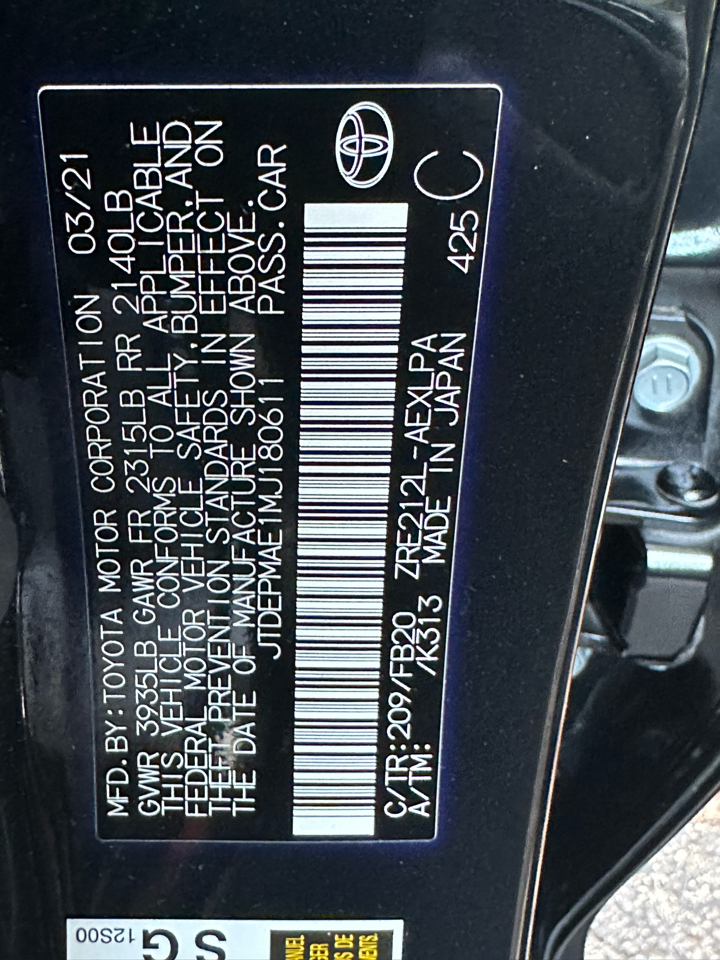 MFD.BY:TOYOTA MOTOR CORPORATION 03/21
GVWR 3935LB GAWR FR 2315LB RR 2140LB
THIS VEHICLE CONFORMS TO ALL APPLICABLE
FEDERAL MOTOR VEHICLE SAFETY,BUMPER,AND
THEFT PREVENTION STANDARDS IN EFFECT ON
THE DATE OF MANUFACTURE SHOWN ABOVE.
JTDEPMAE1MJ180611 PASS.CAR
C/TR:209/FB20 ZRE212L-AEXLPA 425
A/TM: /K313 MADE IN JAPAN
C
12S00
SG